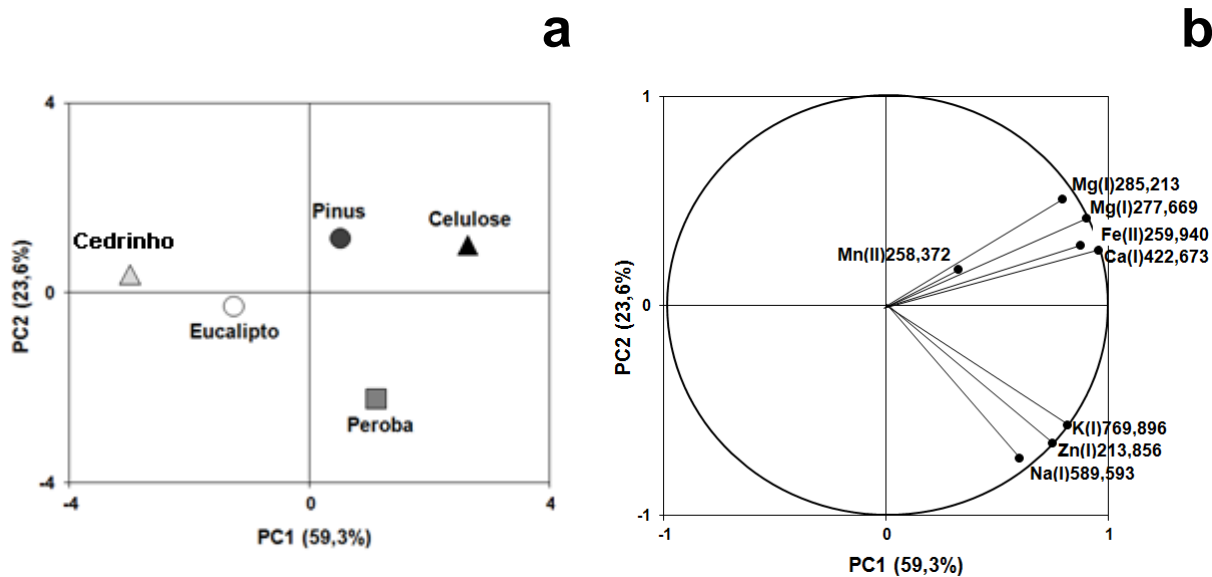 a
4
Pinus
Celulose
Cedrinho
0
Eucalipto
Peroba
-4
-4
0
4
PC1 (59,3%)
PC2 (23,6%)
b
1
Mg(I)285,213
Mg(I)277,669
Fe(II)259,940
Mn(II)258,372
Ca(I)422,673
0
K(I)769,896
Zn(I)213,856
Na(I)589,593
-1
-1
0
1
PC1 (59,3%)
PC2 (23,6%)